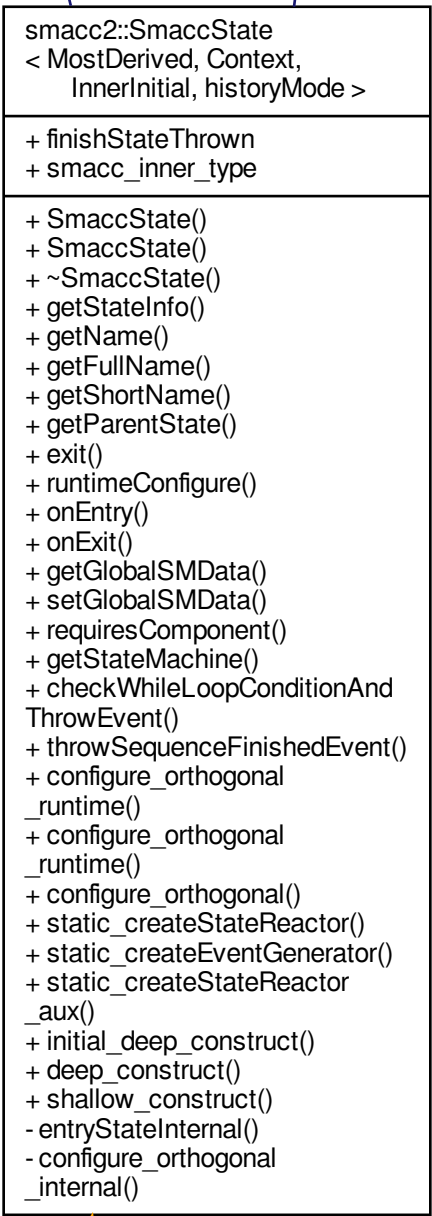 smacc2::SmaccState
< MostDerived, Context,
InnerInitial, historyMode >
+ finishStateThrown
+ smacc_inner_type
+ SmaccState()
+ SmaccState()
+ ~SmaccState()
+ getStateInfo()
+ getName()
+ getFullName()
+ getShortName()
+ getParentState()
+ exit()
+ runtimeConfigure()
+ onEntry()
+ onExit()
+ getGlobalSMData()
+ setGlobalSMData()
+ requiresComponent()
+ getStateMachine()
+ checkWhileLoopConditionAnd
ThrowEvent()
+ throwSequenceFinishedEvent()
+ configure_orthogonal
_runtime()
+ configure_orthogonal
_runtime()
+ configure_orthogonal()
+ static_createStateReactor()
+ static_createEventGenerator()
+ static_createStateReactor
_aux()
+ initial_deep_construct()
+ deep_construct()
+ shallow_construct()
- entryStateInternal()
- configure_orthogonal
_internal()